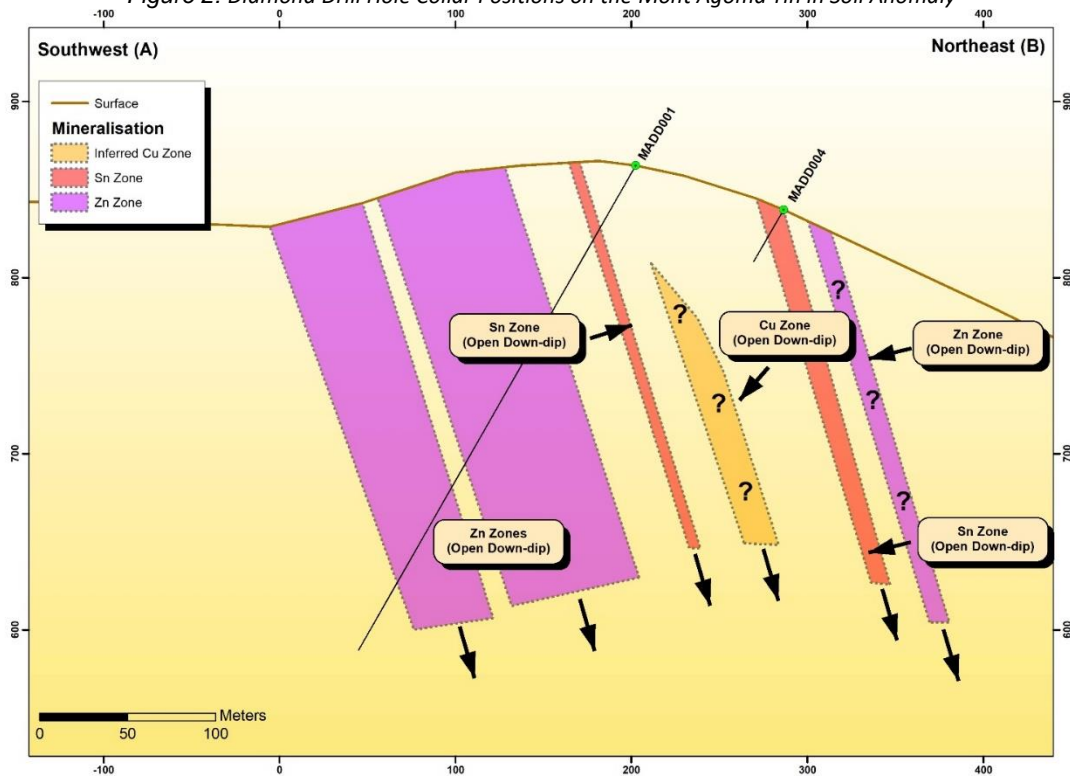 Figure 2: Diamond Drill Hole Collar Positions on the Mont Agoma Tin in Soil Anomaly
-100 0 100 200 300 400
Southwest (A)
Northeast (B)
Surface
Mineralisation
Inferred Cu Zone
Sn Zone
Zn Zone
900
900
800
800
700
700
600
600
MADD001
MADD004
Sn Zone
(Open Down-dip)
Cu Zone
(Open Down-dip)
Zn Zone
(Open Down-dip)
?
?
?
?
?
?
Zn Zones
(Open Down-dip)
Sn Zone
(Open Down-dip)
Meters
0 50 100
-100 0 100 200 300 400